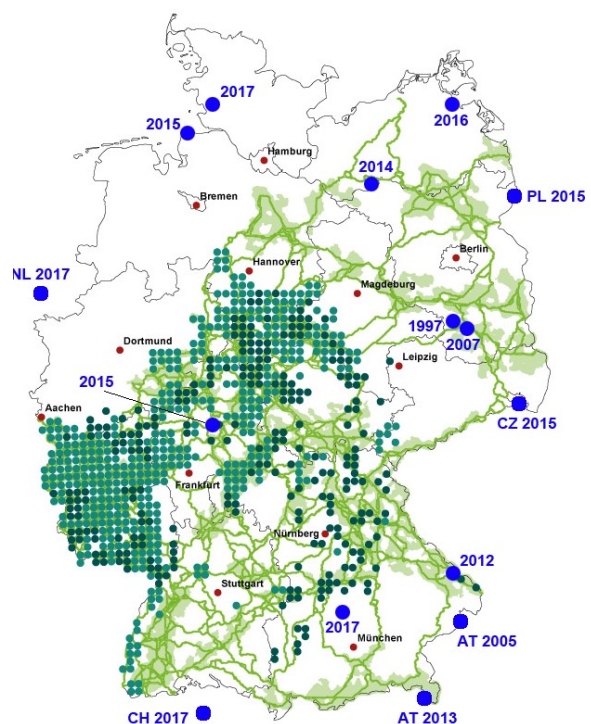 2017
2015
2016
Hamburg
2014
Bremen
PL 2015
Berlin
Hannover
NL 2017
Magdeburg
1997
2007
Dortmund
Leipzig
2015
CZ 2015
Aachen
Frankfurt
Nürnberg
2012
Stuttgart
2017
AT 2005
München
CH 2017
AT 2013